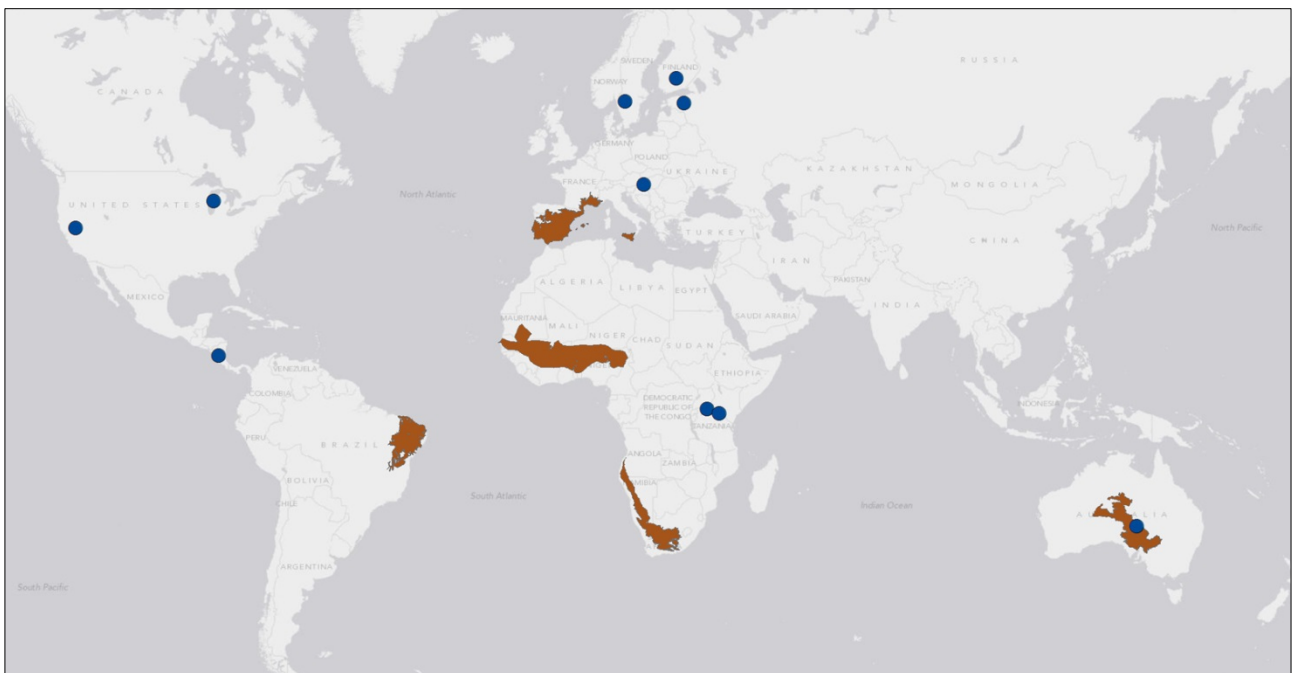 RUSSIA
SWEDEN
FINLAND
NORWAY
CANADA
GERMANY
POLAND
UKRAINE
KAZAKHSTAN
FRANCE
MONGOLIA
North Atlantic
UNITED STATES
North Pacific
TURKEY
CHINA
IRAN
ALGERIA
LIBYA
EGYPT
PAKISTAN
MEXICO
INDIA
SAUDI ARABIA
MAURITANIA
MALI
NIGER
CHAD
SUDAN
VENEZUELA
ETHIOPIA
COLOMBIA
DEMOCRATIC
REPUBLIC OF
THE CONGO
INDONESIA
TANZANIA
PERU
BRAZIL
ANGOLA
ZAMBIA
BOLIVIA
South Atlantic
CHILE
Indian Ocean
ARGENTINA
South Pacific